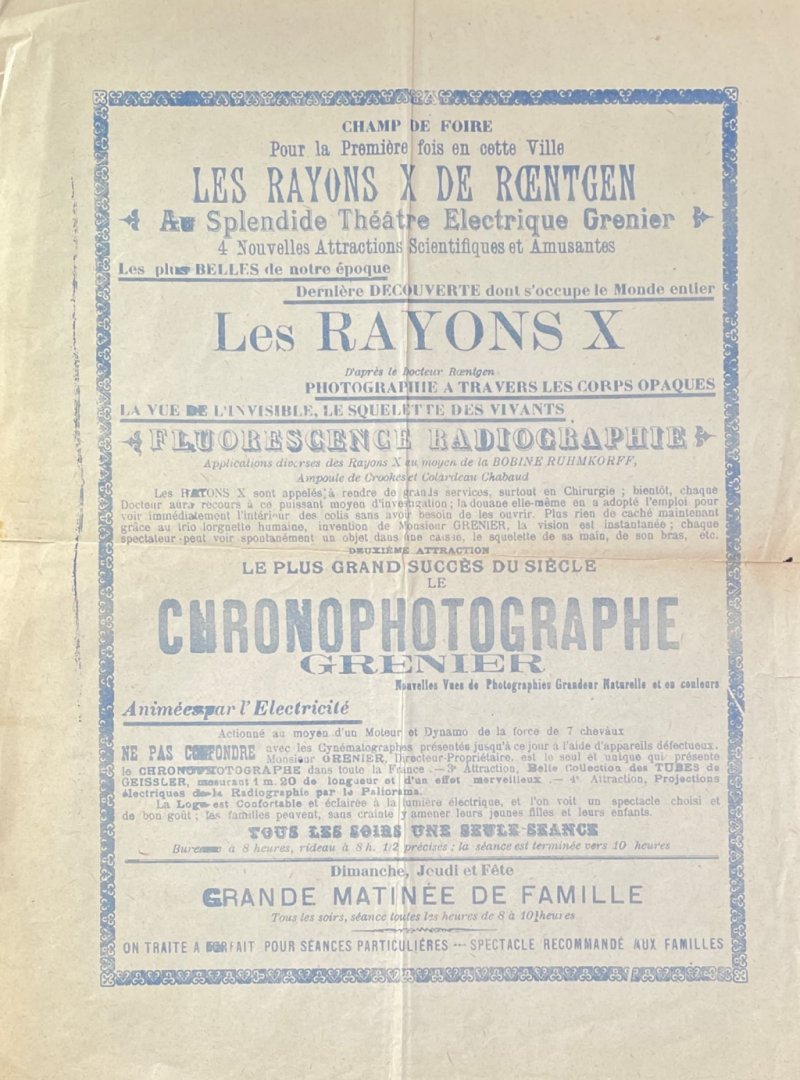 CHAMP DE FOIRE
Pour la Première fois en cette Ville
LES RAYONS X DE RŒNTGEN
Au Splendide Théâtre Electrique Grenier
4 Nouvelles Attractions Scientifiques et Amusantes
Les plus BELLES de notre époque
Dernière DECOUVERTE dont s'occupe le Monde entier
Les RAYONS X
D'après le Docteur Rœntgen
PHOTOGRAPHIE A TRAVERS LES CORPS OPAQUES
LA VUE DE L'INVISIBLE, LE SQUELETTE DES VIVANTS
FLUORESCENCE RADIOGRAPHIE
Applications diverses des Rayons X au moyen de la BOBINE RUHMKORFF,
Ampoule de Crookes et Colardeau Chabaud
Les RAYONS X sont appelés à rendre de grands services, surtout en Chirurgie ; bientôt, chaque
Docteur aura recours à ce puissant moyen d'investigation ; la douane elle-même en a adopté l'emploi pour
voir immédiatement l'intérieur des colis sans avoir besoin de les ouvrir. Plus rien de caché maintenant
grâce au trio lorguette humaine, invention de Monsieur GRENIER, la vision est instantanée ; chaque
spectateur peut voir spontanément un objet dans une caisse, le squelette de sa main, de son bras, etc.
DEUXIÈME ATTRACTION
LE PLUS GRAND SUCCÈS DU SIÈCLE
LE
CHRONOPHOTOGRAPHE
GRENIER
Nouvelles Vues de Photographies Grandeur Naturelle et en couleurs
Animées par l'Electricité
Actionné au moyen d'un Moteur et Dynamo de la force de 7 chevaux
NE PAS CONFONDRE avec les Cynématographes présentés jusqu'à ce jour à l'aide d'appareils défectueux.
Monsieur GRENIER, Directeur-Propriétaire, est le seul et unique qui présente
le CHRONOPHOTOGRAPHE dans toute la France. — 3e Attraction, Belle Collection des TUBES de
GEISSLER, mesurant 1 m. 20 de longueur et d'un effet merveilleux. — 4e Attraction, Projections
électriques de la Radiographie par le Paliorama.
La Loge est Confortable et éclairée à la lumière électrique, et l'on voit un spectacle choisi et
de bon goût ; les familles peuvent, sans crainte y amener leurs jeunes filles et leurs enfants.
TOUS LES SOIRS UNE SEULE SEANCE
Bureaux à 8 heures, rideau à 8 h. 1/2 précises ; la séance est terminée vers 10 heures
Dimanche, Jeudi et Fête
GRANDE MATINÉE DE FAMILLE
Tous les soirs, séance toutes les heures de 8 à 10½ heures
ON TRAITE A FORFAIT POUR SÉANCES PARTICULIÉRES --- SPECTACLE RECOMMANDÉ AUX FAMILLES